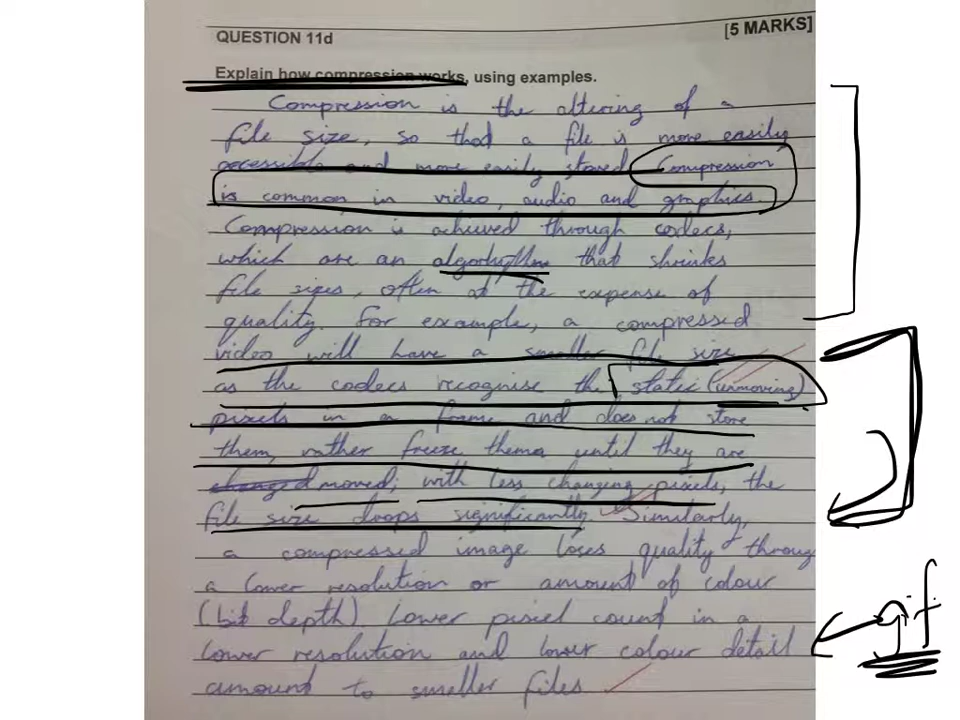 [5 MARKS]
QUESTION 11d
Explain how compression works, using examples.
Compression is the altering of a
file size, so that a file is more easily
accessible and more easily stored. Compression
is common in video, audio and graphics.
Compression is achieved through codecs,
which are an algorhythm that shrinks
file sizes, often at the expense of
quality. For example, a compressed
video will have a smaller file size
as the codecs recognise the static (unmoving)
pixels in a frame and does not store
them, rather freeze them until they are
changed moved; with less changing pixels, the
file size drops significantly. Similarly,
a compressed image loses quality through
a lower resolution or amount of colour
(bit depth). Lower pixel count in a
lower resolution and lower colour detail
amount to smaller files.
gif